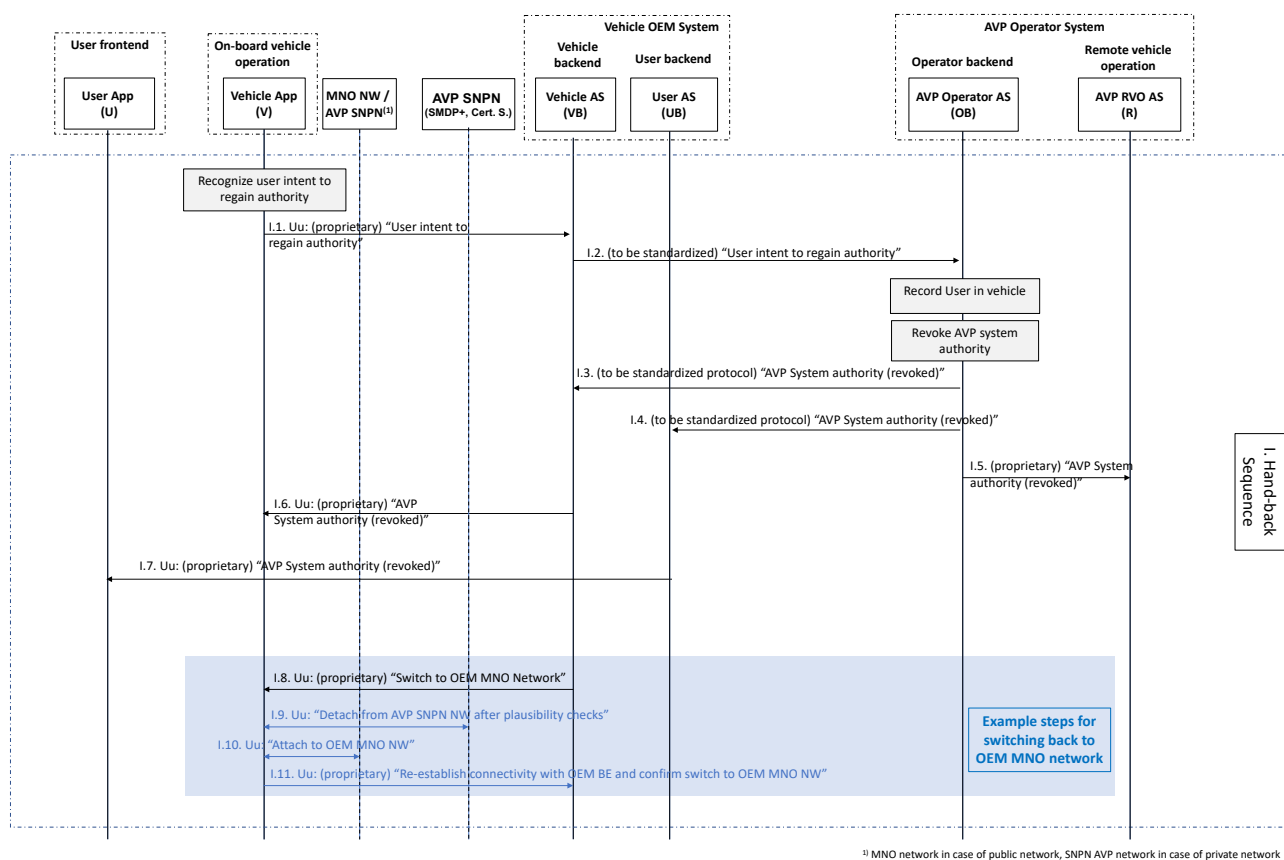 Vehicle OEM System
AVP Operator System
User frontend
On-board vehicle
operation
Vehicle
backend
User backend
Operator backend
Remote vehicle
operation
User App
(U)
Vehicle App
(V)
MNO NW /
AVP SNPN(1)
AVP SNPN
(SMDP+, Cert. S.)
Vehicle AS
(VB)
User AS
(UB)
AVP Operator AS
(OB)
AVP RVO AS
(R)
Recognize user intent to
regain authority
I.1. Uu: (proprietary) “User intent to
regain authority”
I.2. (to be standardized) “User intent to regain authority”
Record User in vehicle
Revoke AVP system
authority
I.3. (to be standardized protocol) “AVP System authority (revoked)”
I.4. (to be standardized protocol) “AVP System authority (revoked)”
I.5. (proprietary) “AVP System
authority (revoked)”
I.6. Uu: (proprietary) “AVP
System authority (revoked)”
I.7. Uu: (proprietary) “AVP System authority (revoked)”
I. Hand-back
Sequence
I.8. Uu: (proprietary) “Switch to OEM MNO Network”
I.9. Uu: “Detach from AVP SNPN NW after plausibility checks”
I.10. Uu: “Attach to OEM MNO NW”
I.11. Uu: (proprietary) “Re-establish connectivity with OEM BE and confirm switch to OEM MNO NW”
Example steps for
switching back to
OEM MNO network
1) MNO network in case of public network, SNPN AVP network in case of private network